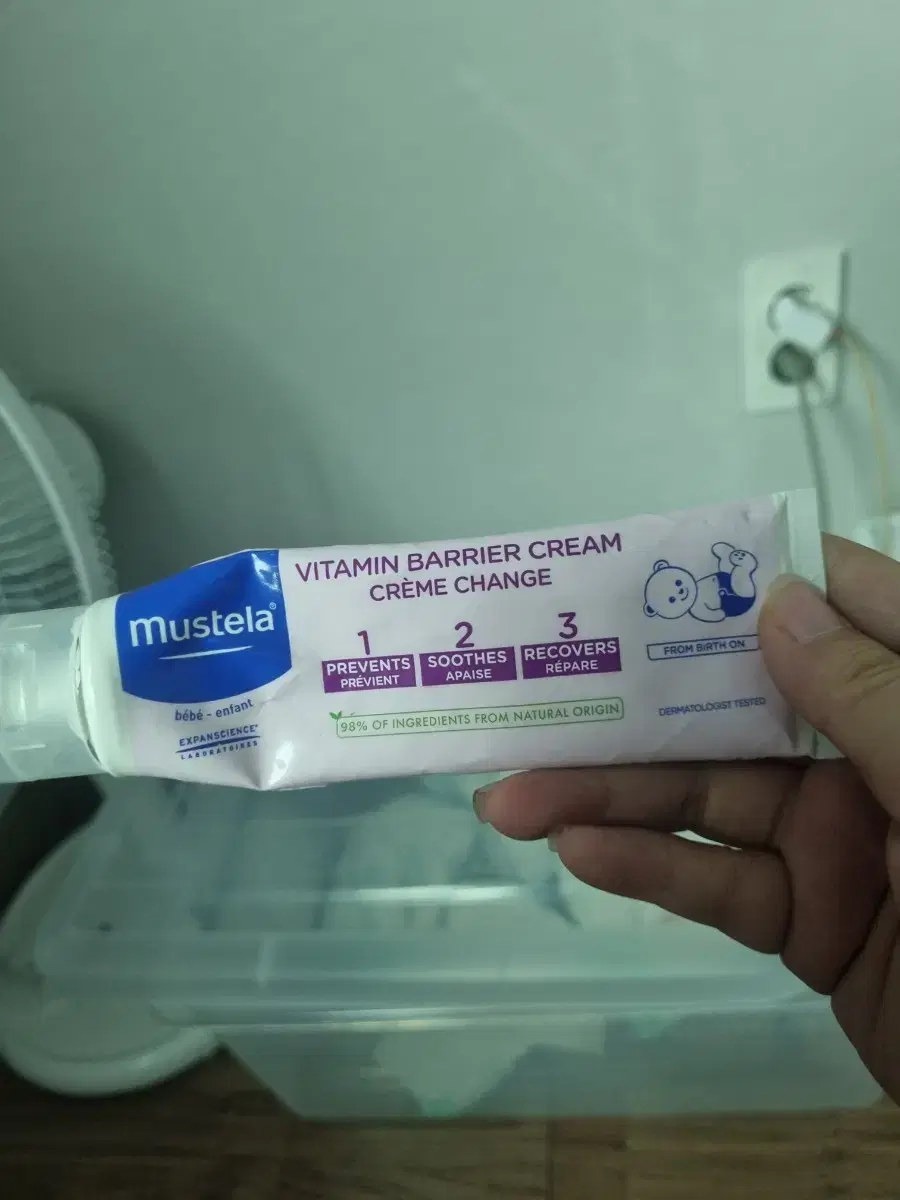 mustela®
bébé - enfant
EXPANSCIENCE®
LABORATOIRES
VITAMIN BARRIER CREAM
CRÈME CHANGE
1
PREVENTS
PRÉVIENT
2
SOOTHES
APAISE
3
RECOVERS
RÉPARE
98% OF INGREDIENTS FROM NATURAL ORIGIN
FROM BIRTH ON
DERMATOLOGIST TESTED